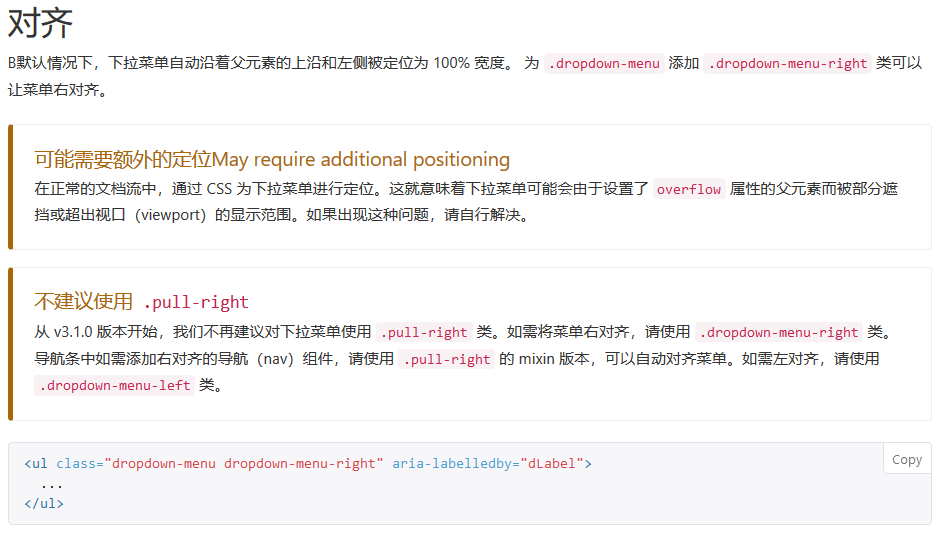 对齐
B默认情况下，下拉菜单自动沿着父元素的上沿和左侧被定位为 100% 宽度。 为 .dropdown-menu 添加 .dropdown-menu-right 类可以
让菜单右对齐。
可能需要额外的定位May require additional positioning
在正常的文档流中，通过 CSS 为下拉菜单进行定位。这就意味着下拉菜单可能会由于设置了 overflow 属性的父元素而被部分遮
挡或超出视口（viewport）的显示范围。如果出现这种问题，请自行解决。
不建议使用 .pull-right
从 v3.1.0 版本开始，我们不再建议对下拉菜单使用 .pull-right 类。如需将菜单右对齐，请使用 .dropdown-menu-right 类。
导航条中如需添加右对齐的导航（nav）组件，请使用 .pull-right 的 mixin 版本，可以自动对齐菜单。如需左对齐，请使用
.dropdown-menu-left 类。
Copy
<ul class="dropdown-menu dropdown-menu-right" aria-labelledby="dLabel">
  ...
</ul>